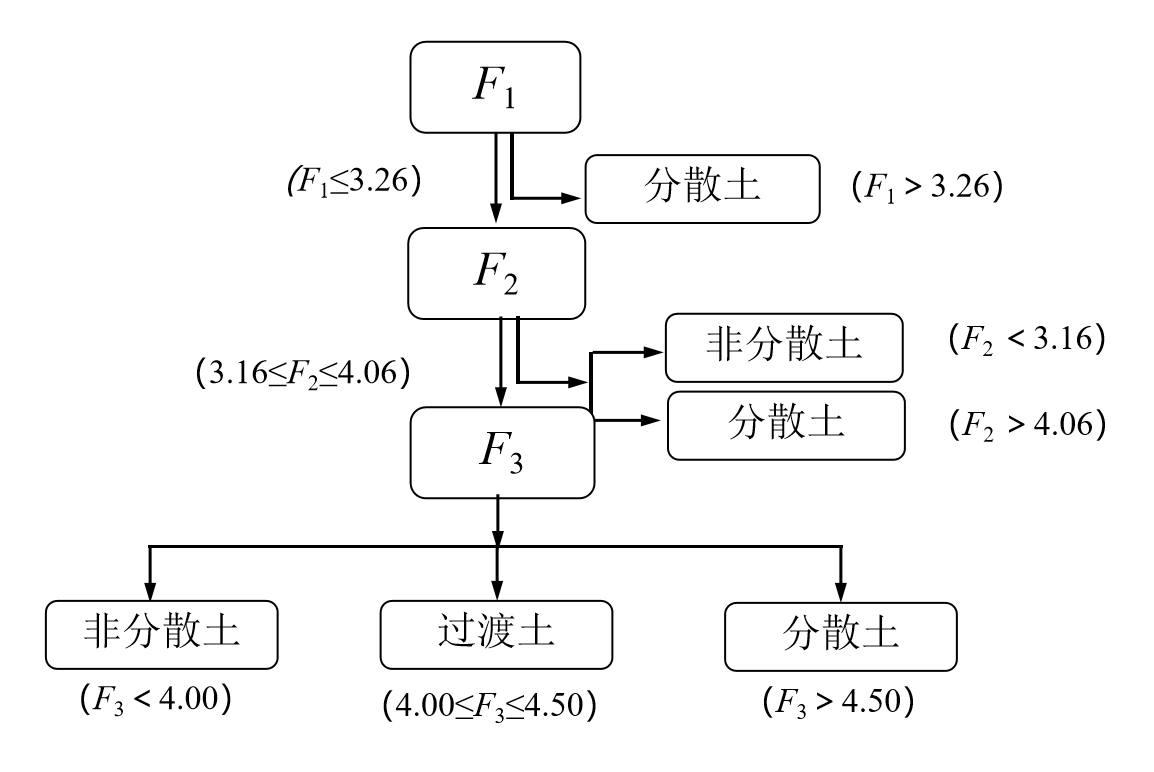 F₁
(F₁≤3.26)
分散土
(F₁ > 3.26)
F₂
非分散土
(F₂ < 3.16)
(3.16≤F₂≤4.06)
分散土
(F₂ > 4.06)
F₃
非分散土
过渡土
分散土
(F₃ < 4.00)
(4.00≤F₃≤4.50)
(F₃ > 4.50)